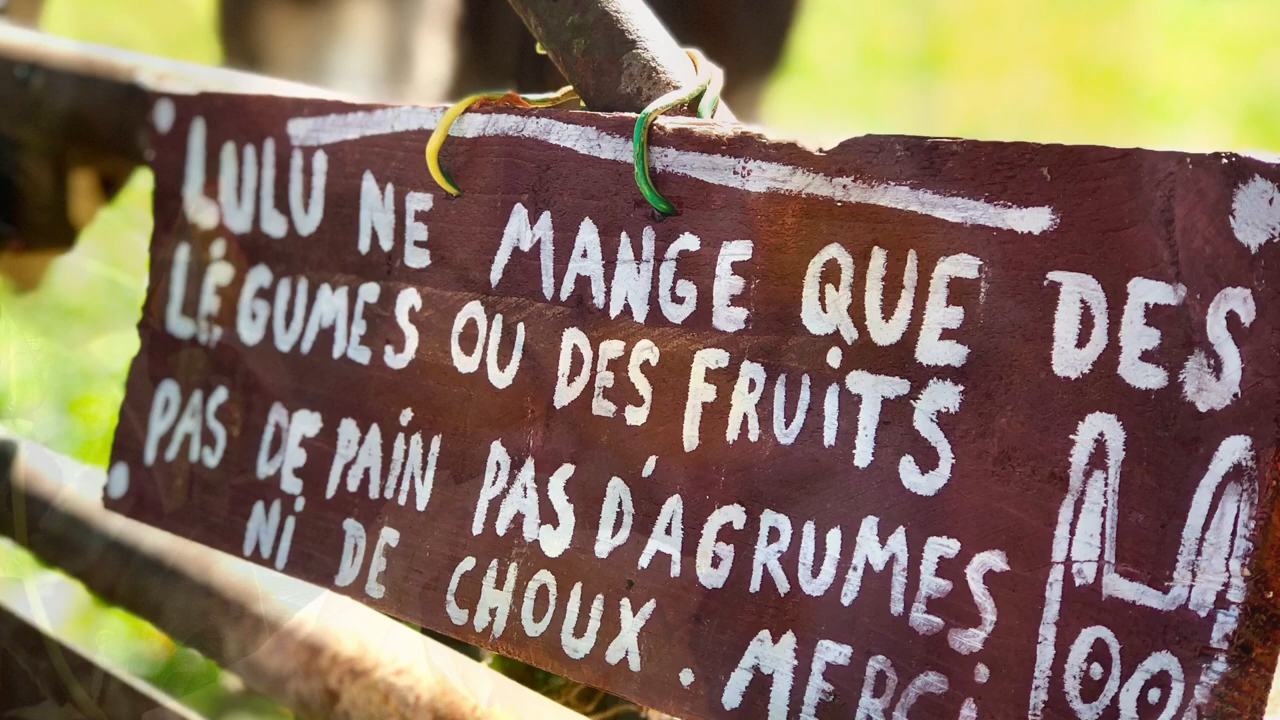 LULU NE MANGE QUE DES
LÉGUMES OU DES FRUiTS
PAS DE PAiN PAS D'AGRUMES
Ni DE CHOUX. MERCi